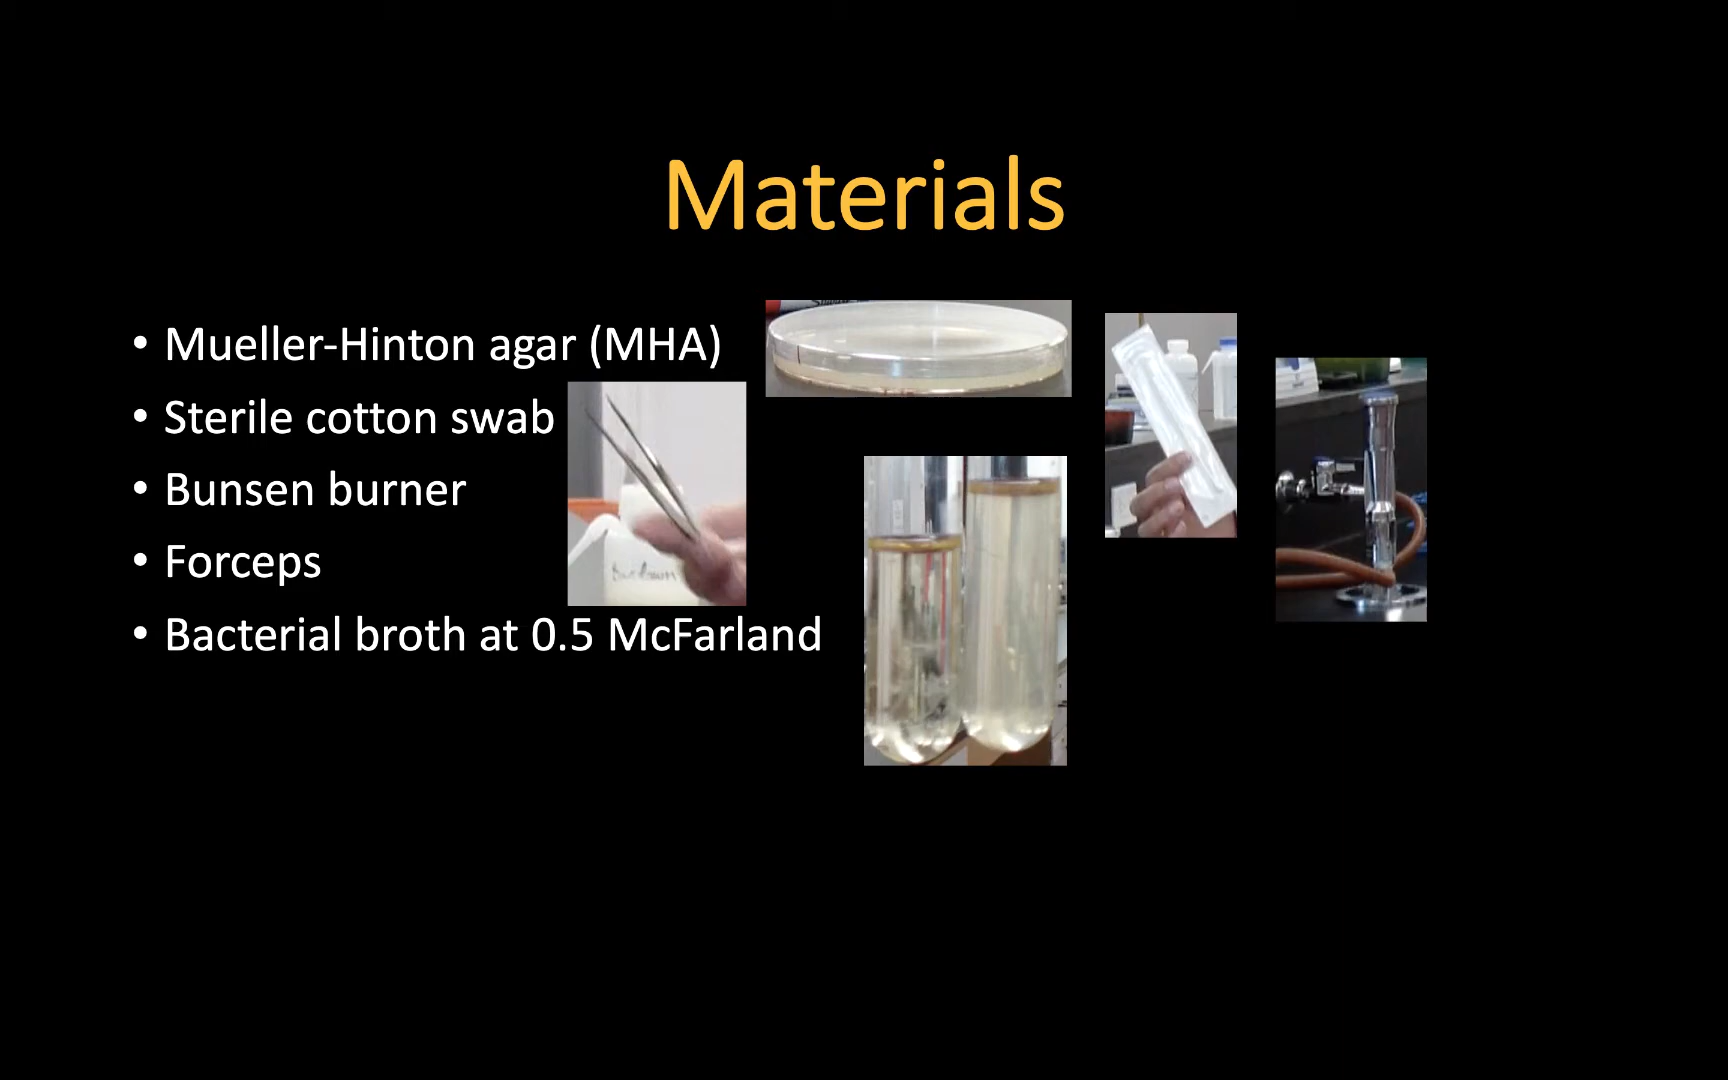 Materials
• Mueller-Hinton agar (MHA)
• Sterile cotton swab
• Bunsen burner
• Forceps
• Bacterial broth at 0.5 McFarland